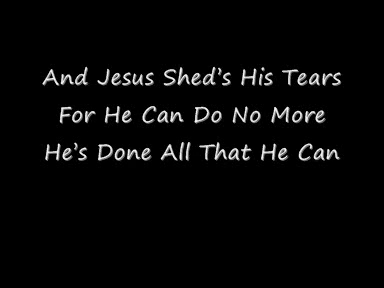 And Jesus Shed's His Tears
For He Can Do No More
He's Done All That He Can